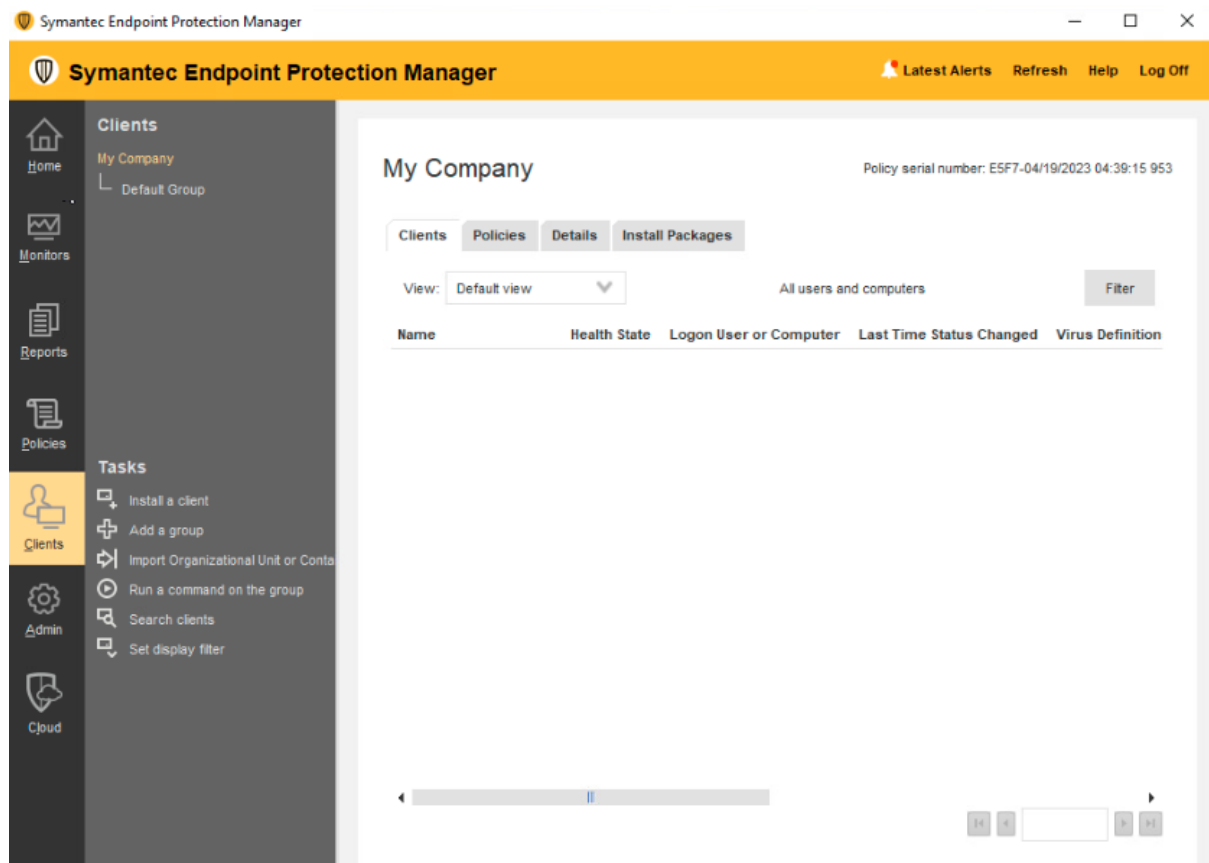 Symantec Endpoint Protection Manager
Symantec Endpoint Protection Manager
Latest Alerts Refresh Help Log Off
Home
Monitors
Reports
Policies
Clients
Admin
Cloud
Clients
My Company
Default Group
Tasks
Install a client
Add a group
Import Organizational Unit or Conta
Run a command on the group
Search clients
Set display filter
My Company
Policy serial number: E5F7-04/19/2023 04:39:15 953
Clients Policies Details Install Packages
View: Default view All users and computers Filter
Name Health State Logon User or Computer Last Time Status Changed Virus Definition